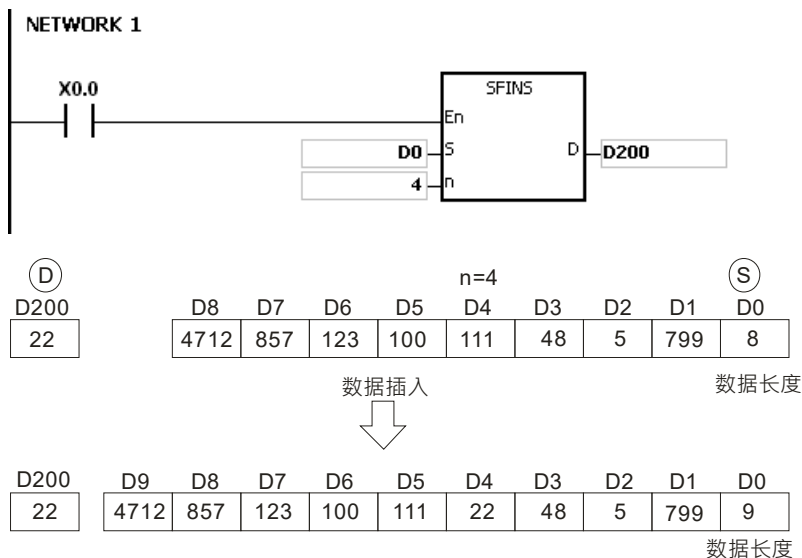 NETWORK 1
X0.0
SFINS
En
D0 S D D200
4 n
D n=4 S
D200 D8 D7 D6 D5 D4 D3 D2 D1 D0
22 4712 857 123 100 111 48 5 799 8
数据插入 数据长度
D200 D9 D8 D7 D6 D5 D4 D3 D2 D1 D0
22 4712 857 123 100 111 22 48 5 799 9
数据长度